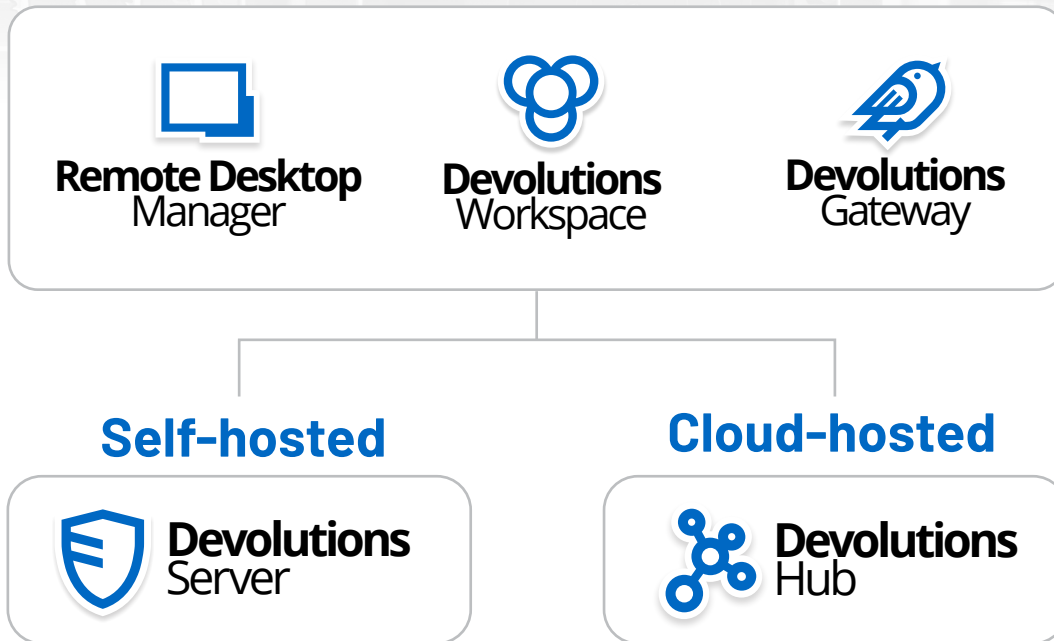 Remote Desktop
Manager
Devolutions
Workspace
Devolutions
Gateway
Self-hosted
Cloud-hosted
Devolutions
Server
Devolutions
Hub